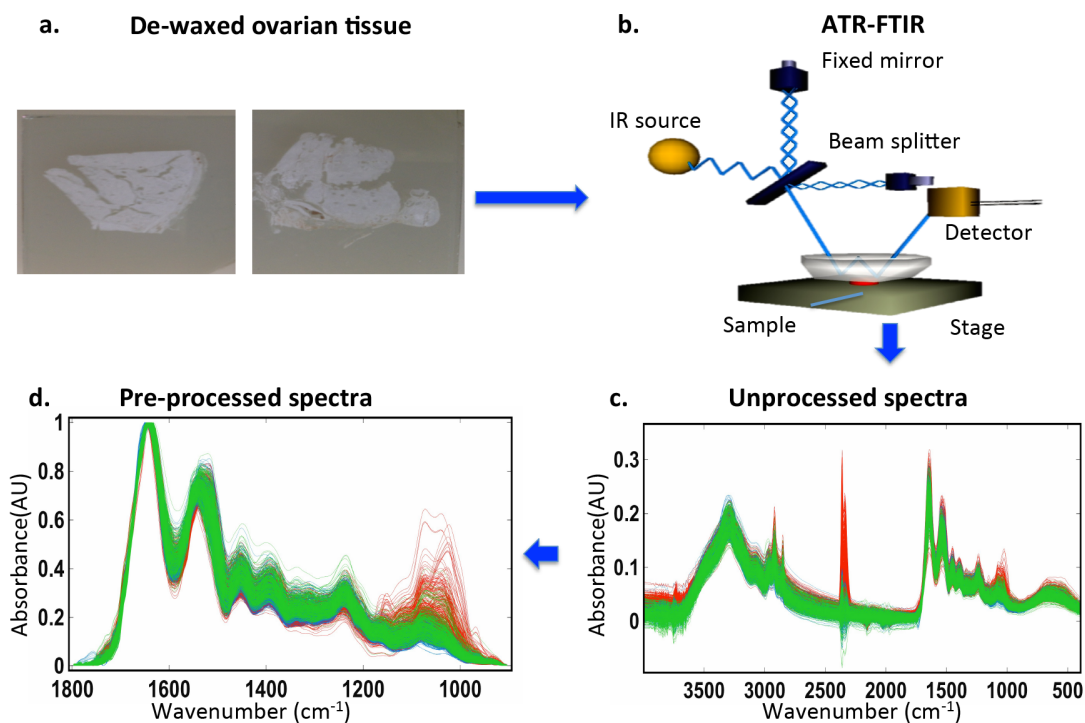 a. De-waxed ovarian tissue
b. ATR-FTIR
Fixed mirror
IR source
Beam splitter
Detector
Sample
Stage
d. Pre-processed spectra
1
0.8
0.6
0.4
0.2
0
Absorbance(AU)
1800 1600 1400 1200 1000
Wavenumber (cm⁻¹)
c. Unprocessed spectra
0.3
0.2
0.1
0
Absorbance(AU)
3500 3000 2500 2000 1500 1000 500
Wavenumber (cm⁻¹)